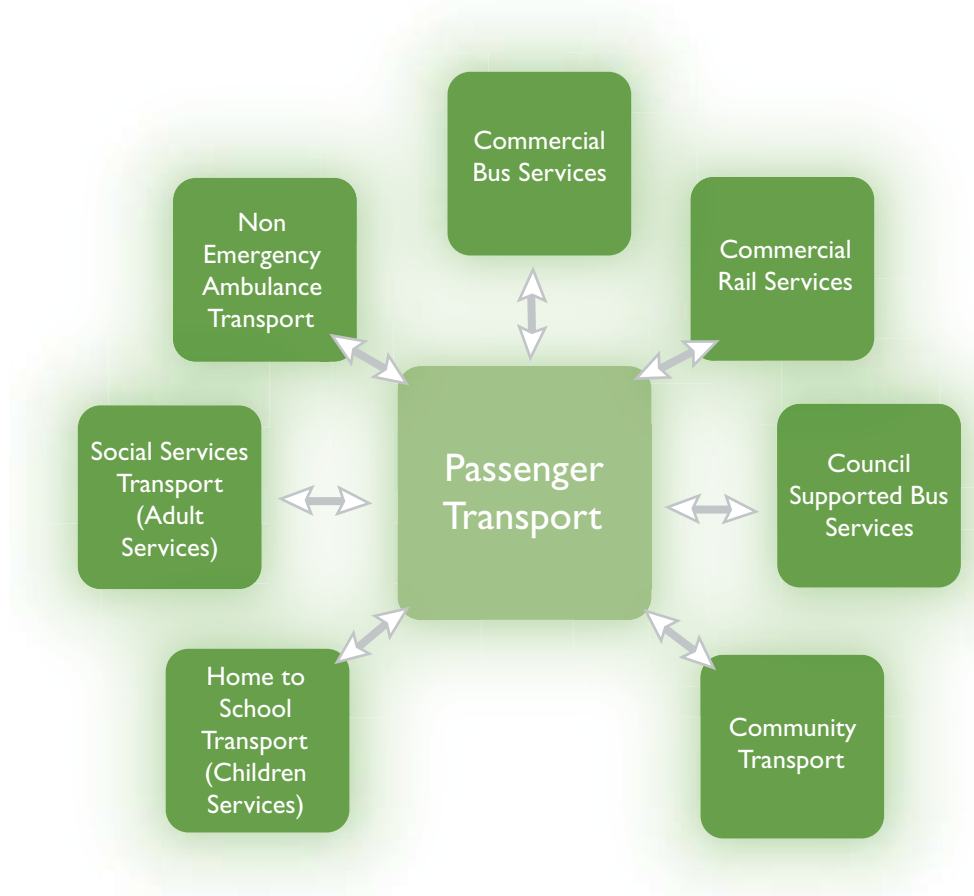 Commercial
Bus Services
Non
Emergency
Ambulance
Transport
Commercial
Rail Services
Social Services
Transport
(Adult
Services)
Passenger
Transport
Council
Supported Bus
Services
Home to
School
Transport
(Children
Services)
Community
Transport